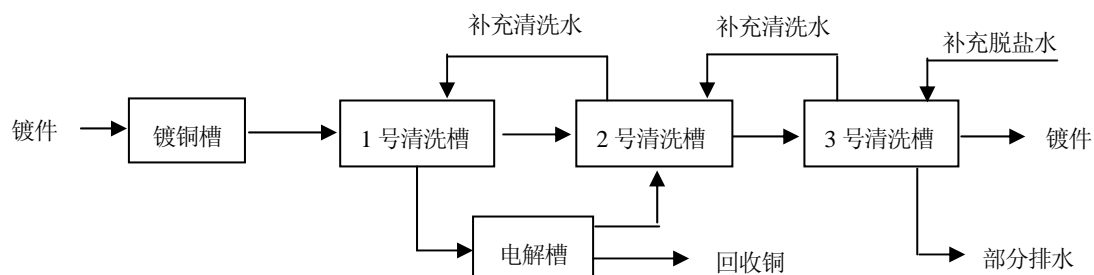 补充清洗水
补充清洗水
补充脱盐水
镀件
镀铜槽
1 号清洗槽
2 号清洗槽
3 号清洗槽
镀件
电解槽
回收铜
部分排水